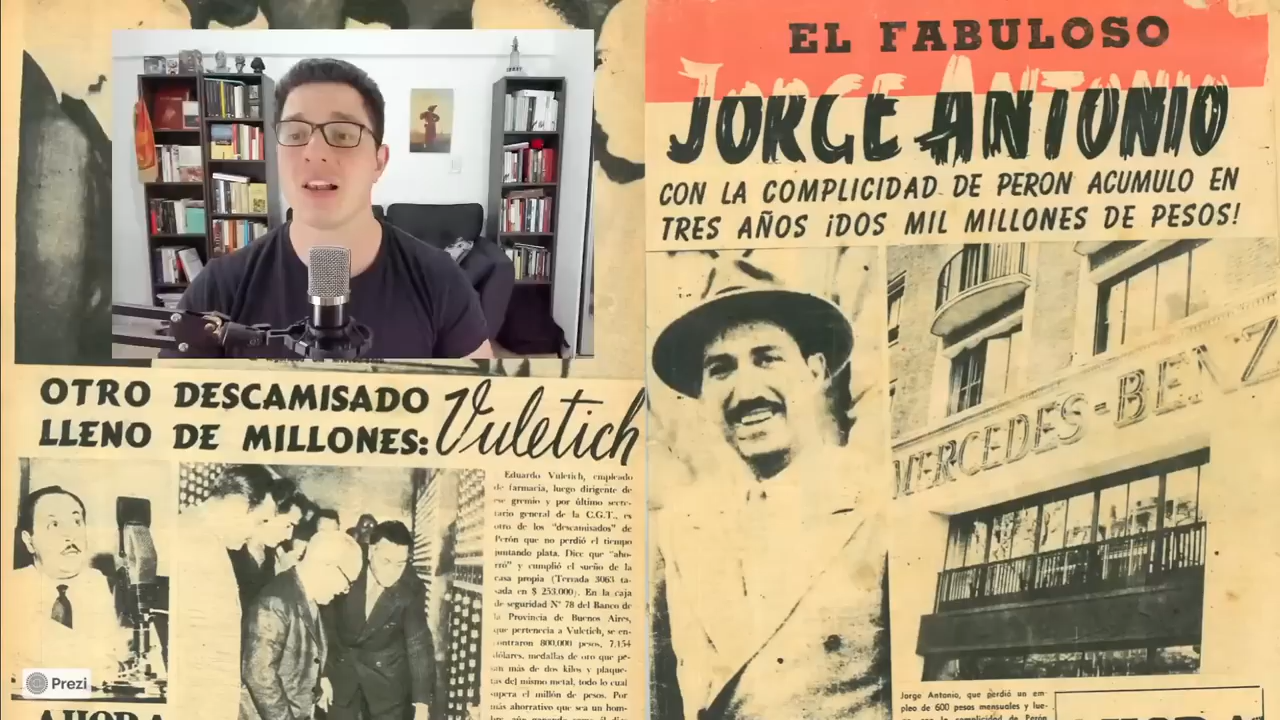 OTRO DESCAMISADO
LLENO DE MILLONES: Vuletich
Eduardo Vuletich, empleado
de farmacia, luego dirigente de
ese gremio y por último secre-
tario general de la C.G.T., es
otro de los "descamisados" de
Perón que no perdió el tiempo
juntando plata. Dice que "aho-
rró" y cumplió el sueño de la
casa propia (Terrada 3063 ta-
sada en $ 253.000). En la caja
de seguridad Nº 78 del Banco de
la Provincia de Buenos Aires,
que pertenecía a Vuletich, se en-
contraron 800.000 pesos, 7.154
dólares, medallas de oro que pe-
san más de dos kilos y plaque-
tas del mismo metal, todo lo cual
supera el millón de pesos. Por
más ahorrativo que sea un hom-
AHORA
Prezi
EL FABULOSO
JORGE ANTONIO
CON LA COMPLICIDAD DE PERON ACUMULO EN
TRES AÑOS ¡DOS MIL MILLONES DE PESOS!
MERCEDES-BENZ
Jorge Antonio, que perdió un em-
pleo de 600 pesos mensuales y lue-